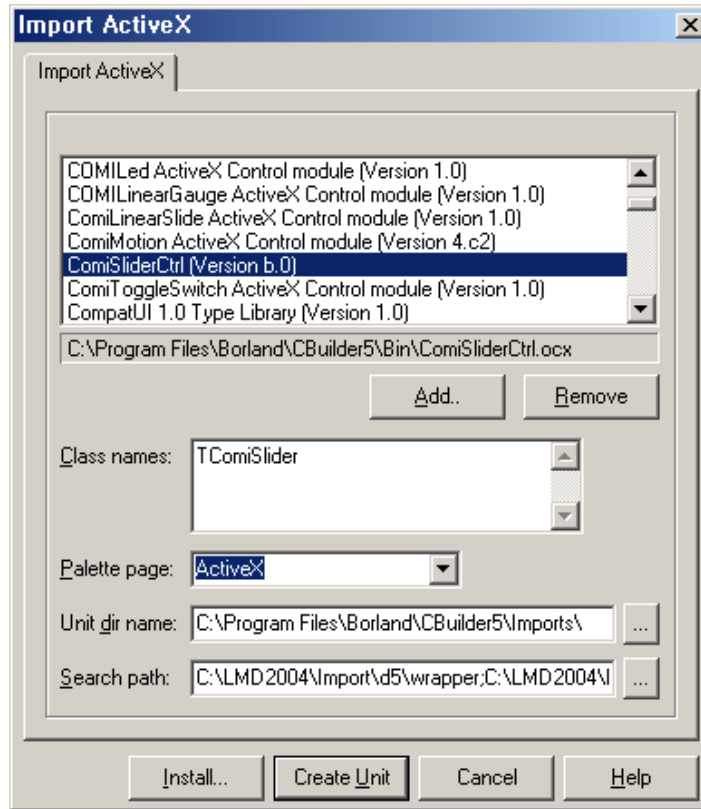 Import ActiveX
Import ActiveX
COMILed ActiveX Control module (Version 1.0)
COMILinearGauge ActiveX Control module (Version 1.0)
ComiLinearSlide ActiveX Control module (Version 1.0)
ComiMotion ActiveX Control module (Version 4.c2)
ComiSliderCtrl (Version b.0)
ComiToggleSwitch ActiveX Control module (Version 1.0)
CompatUI 1.0 Type Library (Version 1.0)
C:\Program Files\Borland\CBuilder5\Bin\ComiSliderCtrl.ocx
Add.. Remove
Class names: TComiSlider
Palette page: ActiveX
Unit dir name: C:\Program Files\Borland\CBuilder5\Imports\ ...
Search path: C:\LMD2004\Import\d5\wrapper;C:\LMD2004\I ...
Install... Create Unit Cancel Help